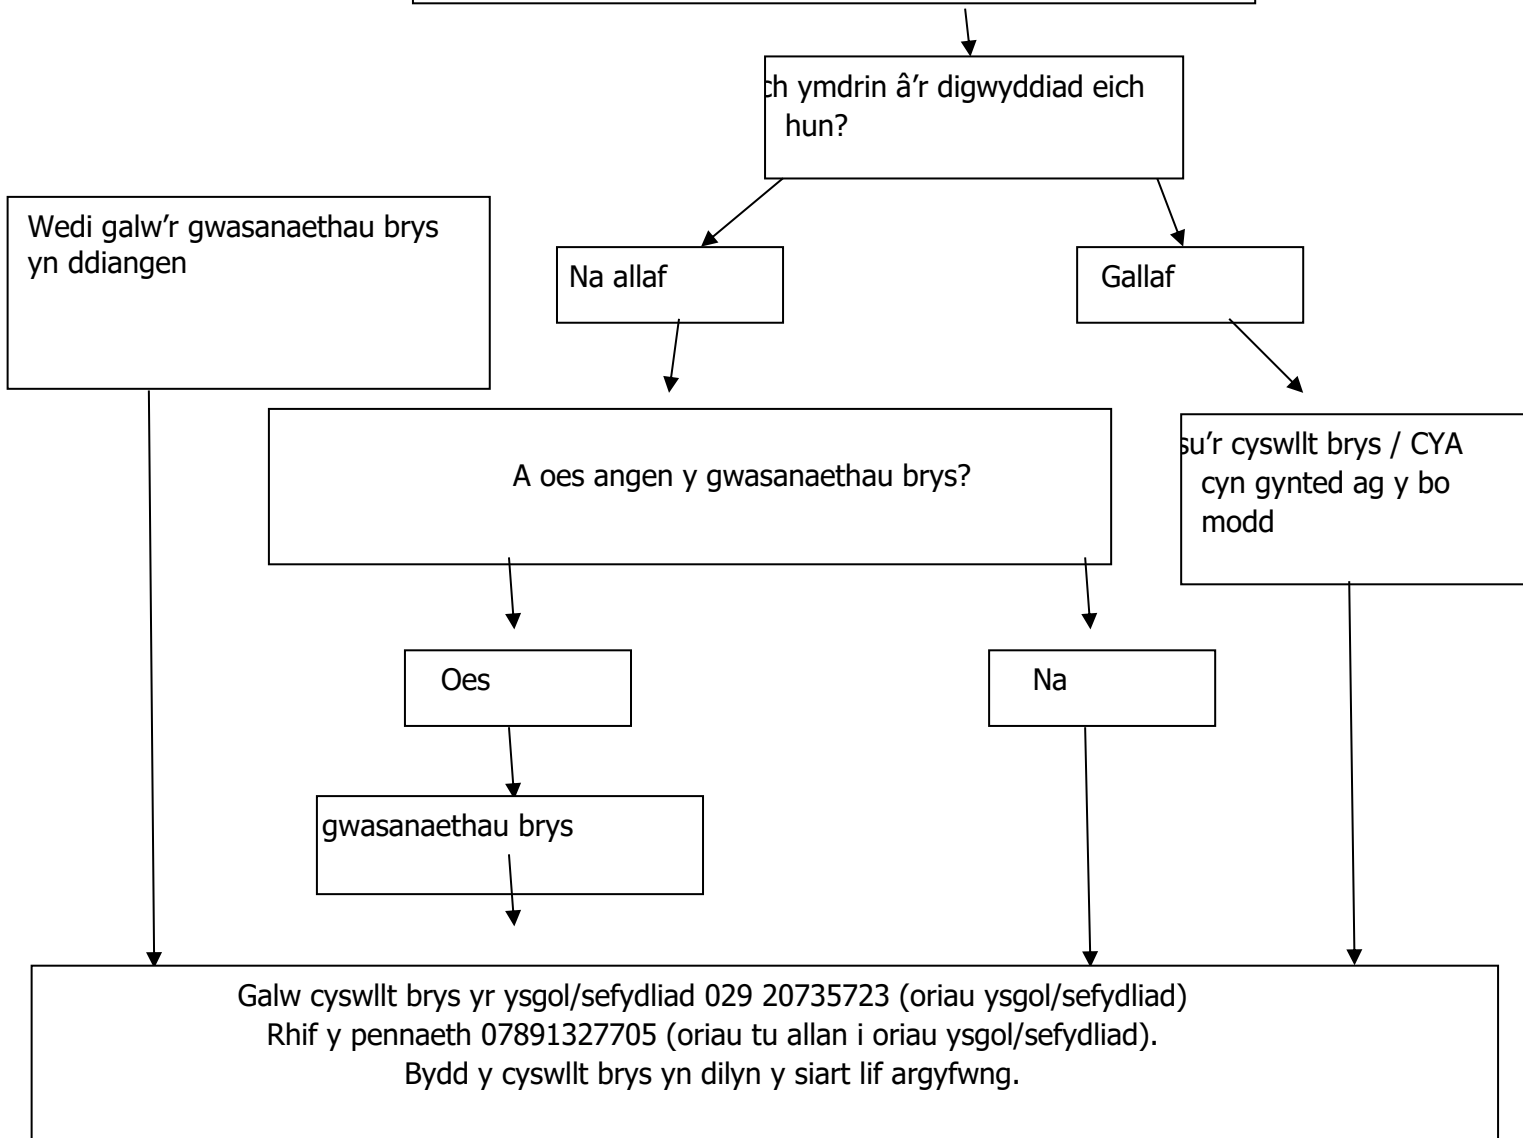 ch ymdrin â'r digwyddiad eich
hun?
Wedi galw'r gwasanaethau brys
yn ddiangen
Na allaf
Gallaf
A oes angen y gwasanaethau brys?
su'r cyswllt brys / CYA
cyn gynted ag y bo
modd
Oes
Na
gwasanaethau brys
Galw cyswllt brys yr ysgol/sefydliad 029 20735723 (oriau ysgol/sefydliad)
Rhif y pennaeth 07891327705 (oriau tu allan i oriau ysgol/sefydliad).
Bydd y cyswllt brys yn dilyn y siart lif argyfwng.